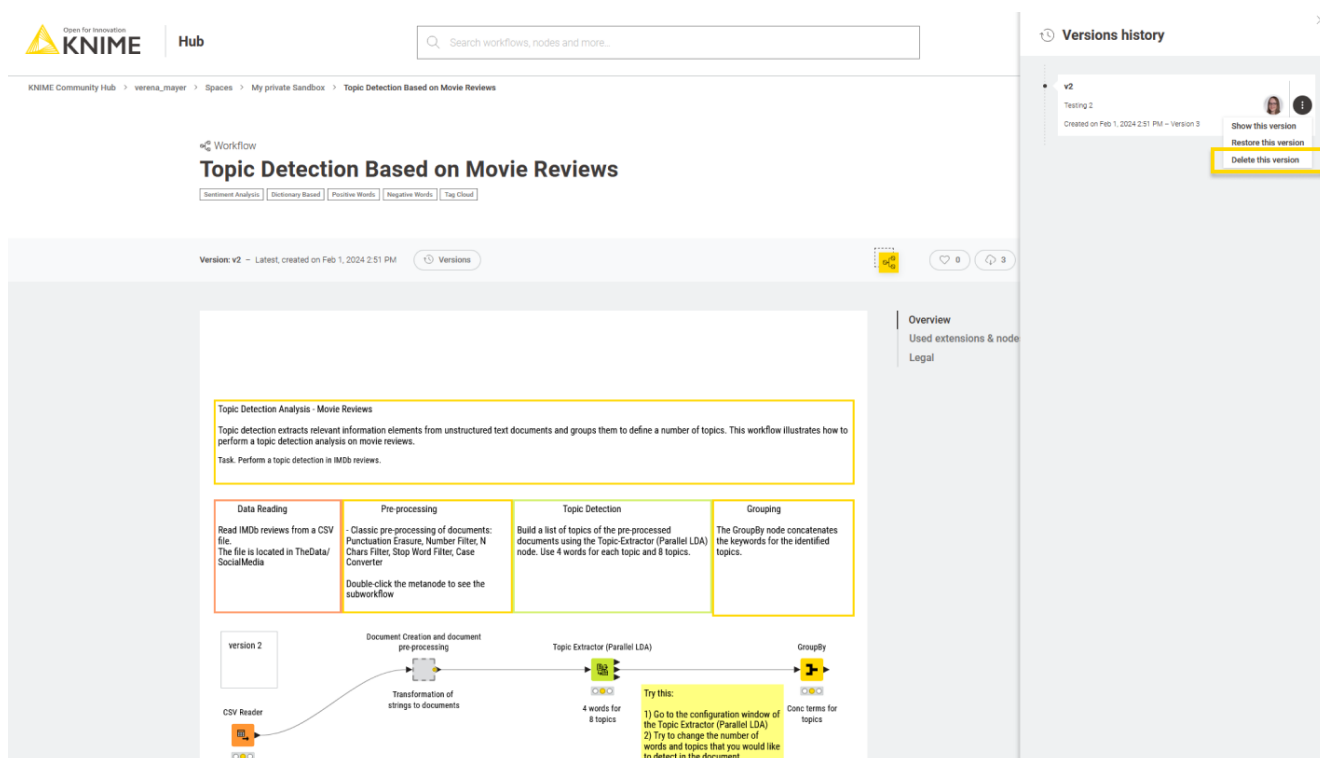 Open for Innovation
KNIME
Hub
Search workflows, nodes and more...
KNIME Community Hub > verena_mayer > Spaces > My private Sandbox > Topic Detection Based on Movie Reviews
Workflow
Topic Detection Based on Movie Reviews
Sentiment Analysis
Dictionary Based
Positive Words
Negative Words
Tag Cloud
Version: v2 – Latest, created on Feb 1, 2024 2:51 PM
Versions
0
3
Overview
Used extensions & node
Legal
Topic Detection Analysis - Movie Reviews
Topic detection extracts relevant information elements from unstructured text documents and groups them to define a number of topics. This workflow illustrates how to
perform a topic detection analysis on movie reviews.
Task. Perform a topic detection in IMDb reviews.
Data Reading
Read IMDb reviews from a CSV
file.
The file is located in TheData/
SocialMedia
Pre-processing
- Classic pre-processing of documents:
Punctuation Erasure, Number Filter, N
Chars Filter, Stop Word Filter, Case
Converter
Double-click the metanode to see the
subworkflow
Topic Detection
Build a list of topics of the pre-processed
documents using the Topic-Extractor (Parallel LDA)
node. Use 4 words for each topic and 8 topics.
Grouping
The GroupBy node concatenates
the keywords for the identified
topics.
version 2
CSV Reader
Document Creation and document
pre-processing
Transformation of
strings to documents
Topic Extractor (Parallel LDA)
4 words for
8 topics
Try this:
1) Go to the configuration window of
the Topic Extractor (Parallel LDA)
2) Try to change the number of
words and topics that you would like
to detect in the document
GroupBy
Conc terms for
topics
Versions history
v2
Testing 2
Created on Feb 1, 2024 2:51 PM – Version 3
Show this version
Restore this version
Delete this version